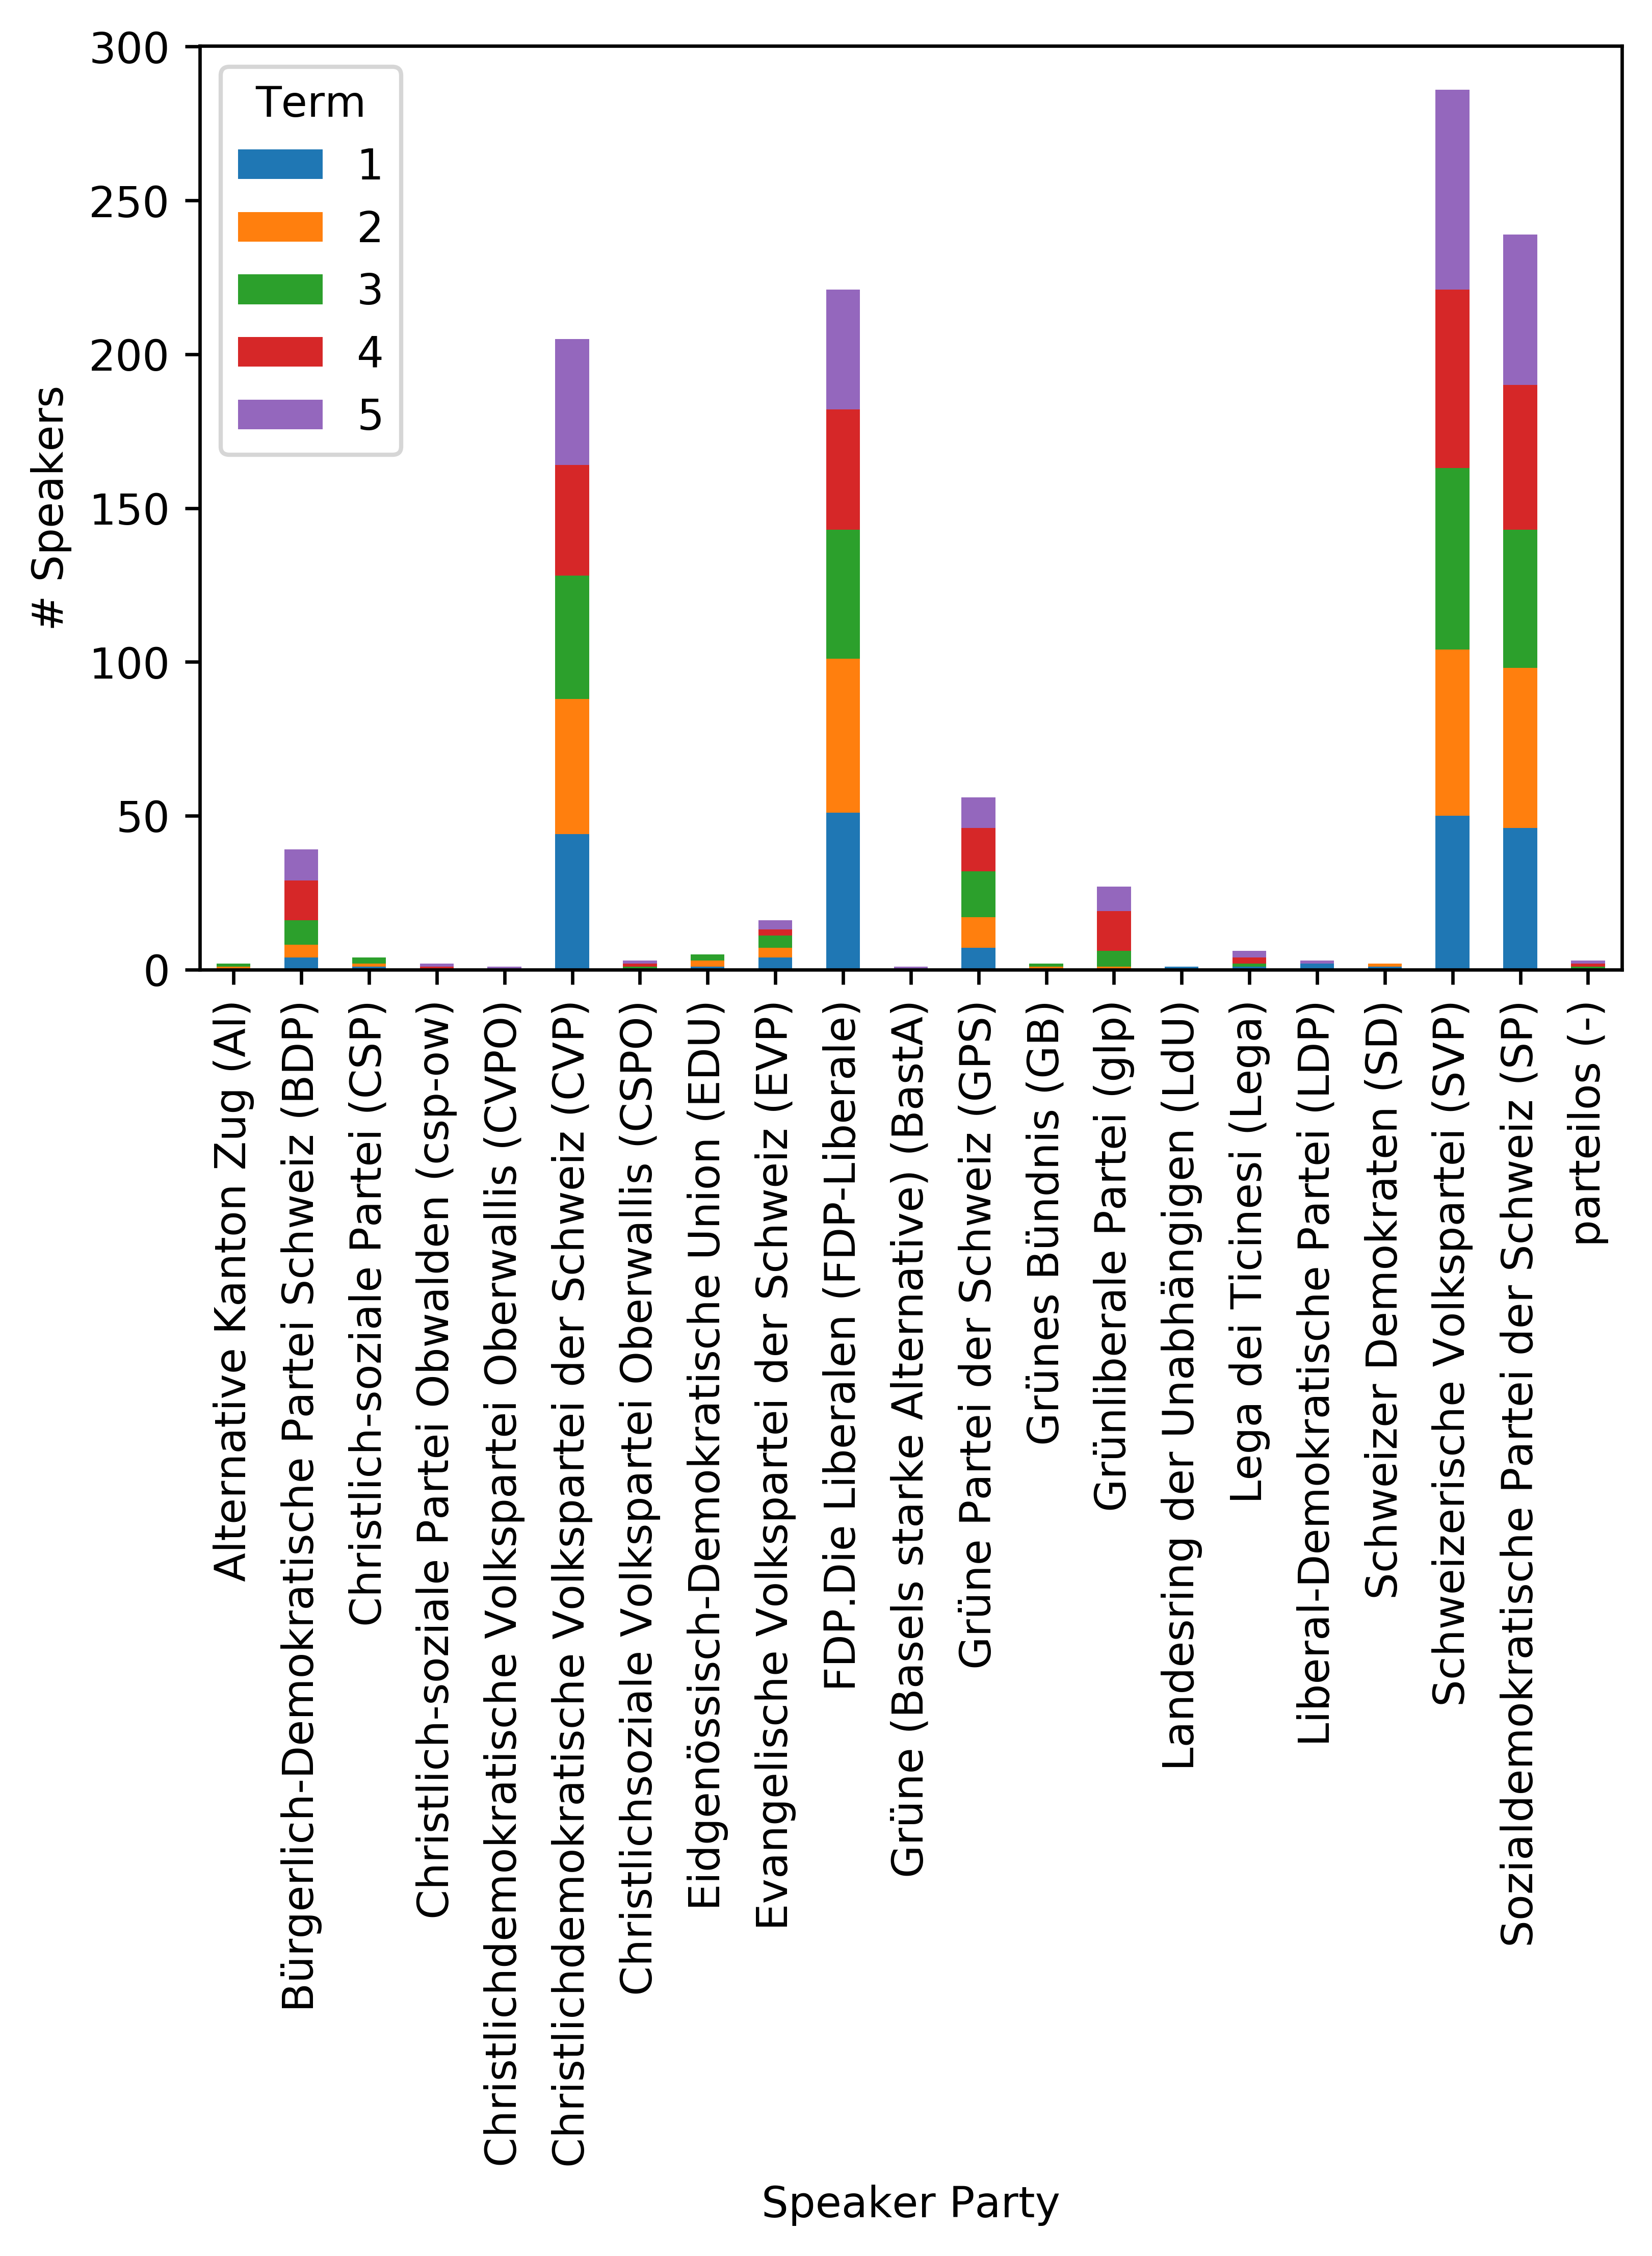 300
250
200
150
100
50
0
# Speakers
Term
1
2
3
4
5
Alternative Kanton Zug (Al)
Bürgerlich-Demokratische Partei Schweiz (BDP)
Christlich-soziale Partei (CSP)
Christlich-soziale Partei Obwalden (csp-ow)
Christlichdemokratische Volkspartei Oberwallis (CVPO)
Christlichdemokratische Volkspartei der Schweiz (CVP)
Christlichsoziale Volkspartei Oberwallis (CSPO)
Eidgenössisch-Demokratische Union (EDU)
Evangelische Volkspartei der Schweiz (EVP)
FDP.Die Liberalen (FDP-Liberale)
Grüne (Basels starke Alternative) (BastA)
Grüne Partei der Schweiz (GPS)
Grünes Bündnis (GB)
Grünliberale Partei (glp)
Landesring der Unabhängigen (LdU)
Lega dei Ticinesi (Lega)
Liberal-Demokratische Partei (LDP)
Schweizer Demokraten (SD)
Schweizerische Volkspartei (SVP)
Sozialdemokratische Partei der Schweiz (SP)
parteilos (-)
Speaker Party